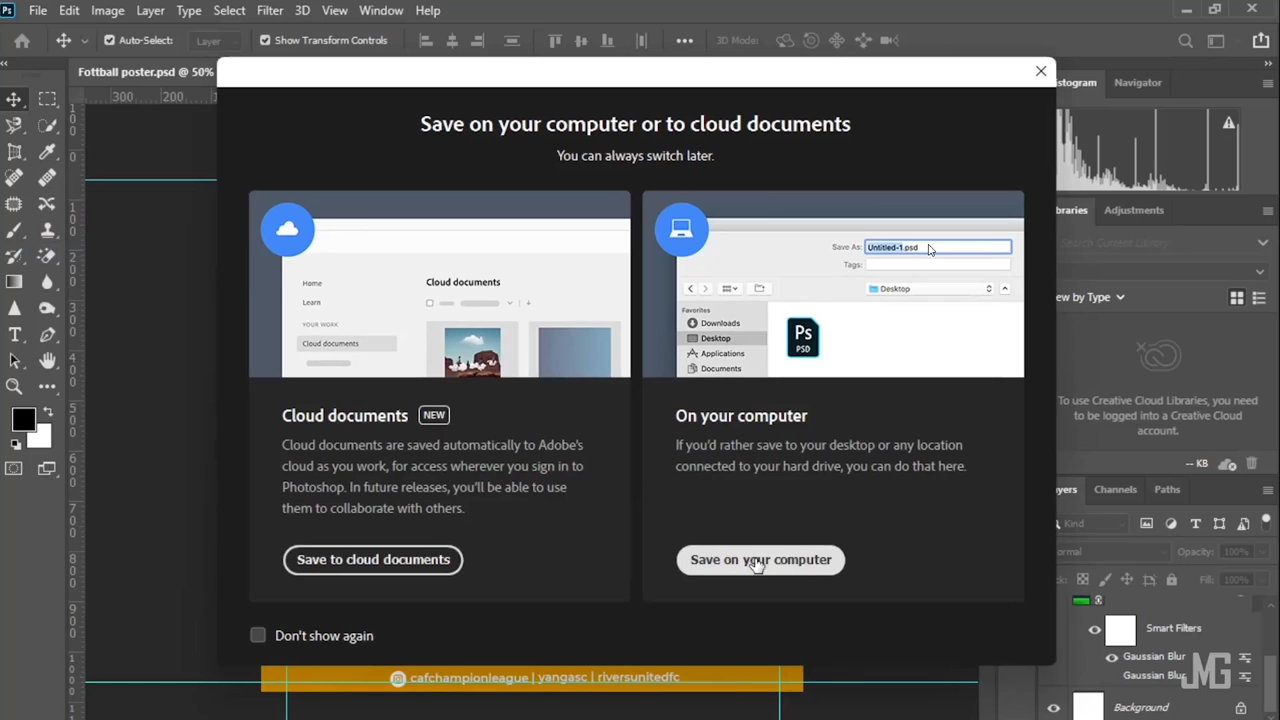 Ps File Edit Image Layer Type Select Filter 3D View Window Help
Auto-Select: Layer Show Transform Controls 3D Mode:
Fottball poster.psd @ 50%
300 200
Histogram Navigator
Save on your computer or to cloud documents
You can always switch later.
Home
Learn
YOUR WORK
Cloud documents
Cloud documents
Save As: Untitled-1.psd
Tags:
Desktop
Favorites
Downloads
Desktop
Applications
Documents
Ps
PSD
Cloud documents NEW
Cloud documents are saved automatically to Adobe's
cloud as you work, for access wherever you sign in to
Photoshop. In future releases, you'll be able to use
them to collaborate with others.
Save to cloud documents
On your computer
If you'd rather save to your desktop or any location
connected to your hard drive, you can do that here.
Save on your computer
Don't show again
braries Adjustments
Search Current Library
ew by Type
To use Creative Cloud Libraries, you need
to be logged into a Creative Cloud
account.
-- KB
yers Channels Paths
Kind
ormal Opacity: 100%
Fill: 100%
Smart Filters
Gaussian Blur
Gaussian Blur
Background
cafchampionleague | yangasc | riversunitedfc
JMG